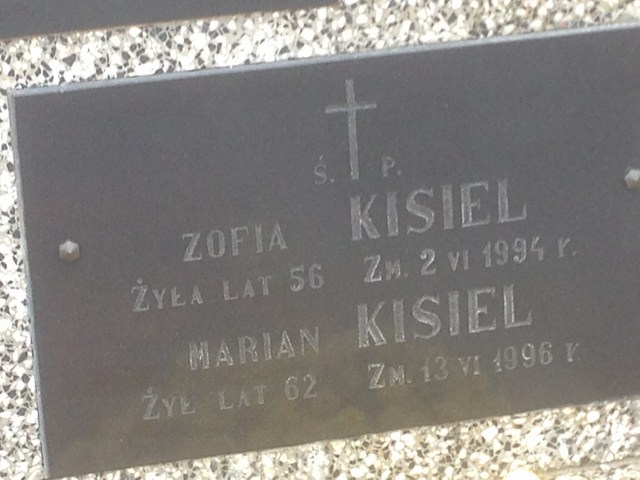 Ś. P.
ZOFIA KISIEL
ŻYŁA LAT 56 ZM. 2 VI 1994 R.
MARIAN KISIEL
ŻYŁ LAT 62 ZM. 13 VI 1996 R